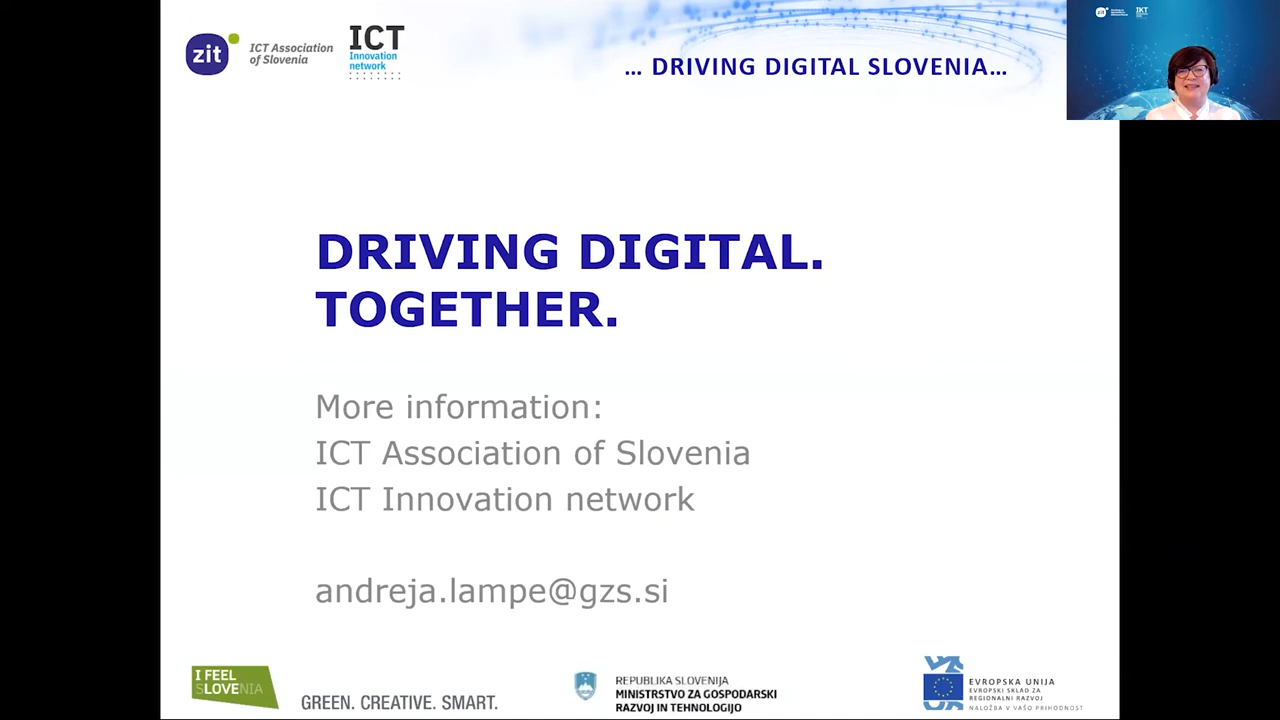 zit
ICT Association
of Slovenia
ICT
Innovation
network
... DRIVING DIGITAL SLOVENIA...
zit
IKT
DRIVING DIGITAL.
TOGETHER.
More information:
ICT Association of Slovenia
ICT Innovation network
andreja.lampe@gzs.si
I FEEL
SLOVENIA
GREEN. CREATIVE. SMART.
REPUBLIKA SLOVENIJA
MINISTRSTVO ZA GOSPODARSKI
RAZVOJ IN TEHNOLOGIJO
EVROPSKA UNIJA
EVROPSKI SKLAD ZA
REGIONALNI RAZVOJ
NALOŽBA V VAŠO PRIHODNOST